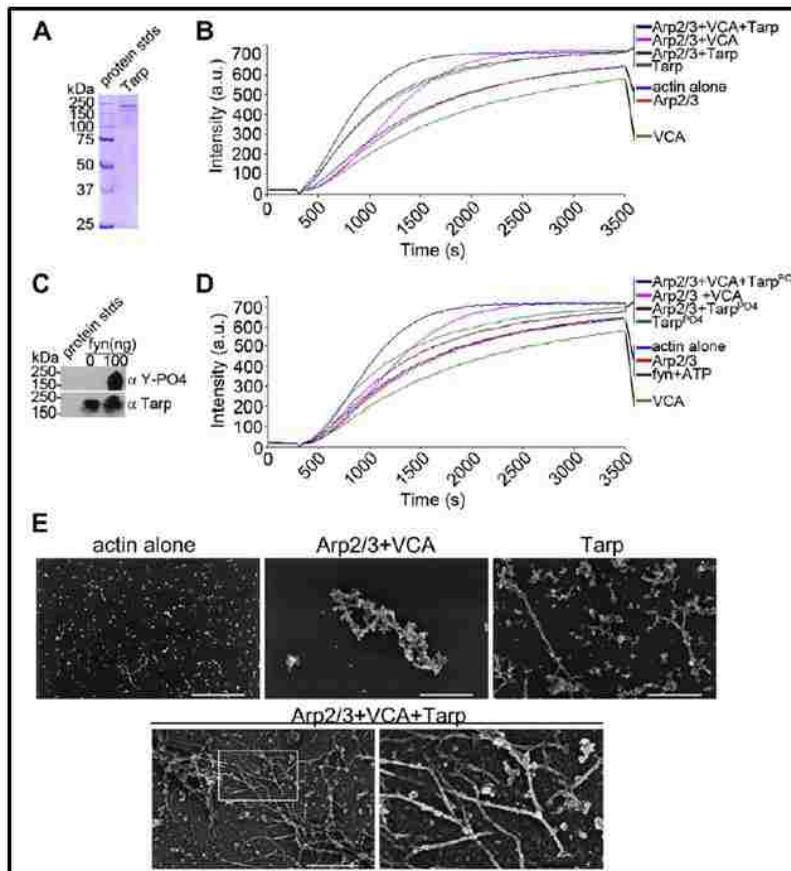 A
protein stds
Tarp
kDa
250
150
100
75
50
37
25
B
Intensity (a.u.)
700
600
500
400
300
200
100
0
0
500
1000
1500
2000
2500
3000
3500
Time (s)
Arp2/3+VCA+Tarp
Arp2/3+VCA
Arp2/3+Tarp
Tarp
actin alone
Arp2/3
VCA
C
protein stds
fyn(ng)
kDa
0 100
250
150
α Y-PO4
250
150
α Tarp
D
Intensity (a.u.)
700
600
500
400
300
200
100
0
0
500
1000
1500
2000
2500
3000
3500
Time (s)
Arp2/3+VCA+Tarp
Arp2/3 +VCA
Arp2/3+TarpPO4
TarpPO4
actin alone
Arp2/3
fyn+ATP
VCA
E
actin alone
Arp2/3+VCA
Tarp
Arp2/3+VCA+Tarp